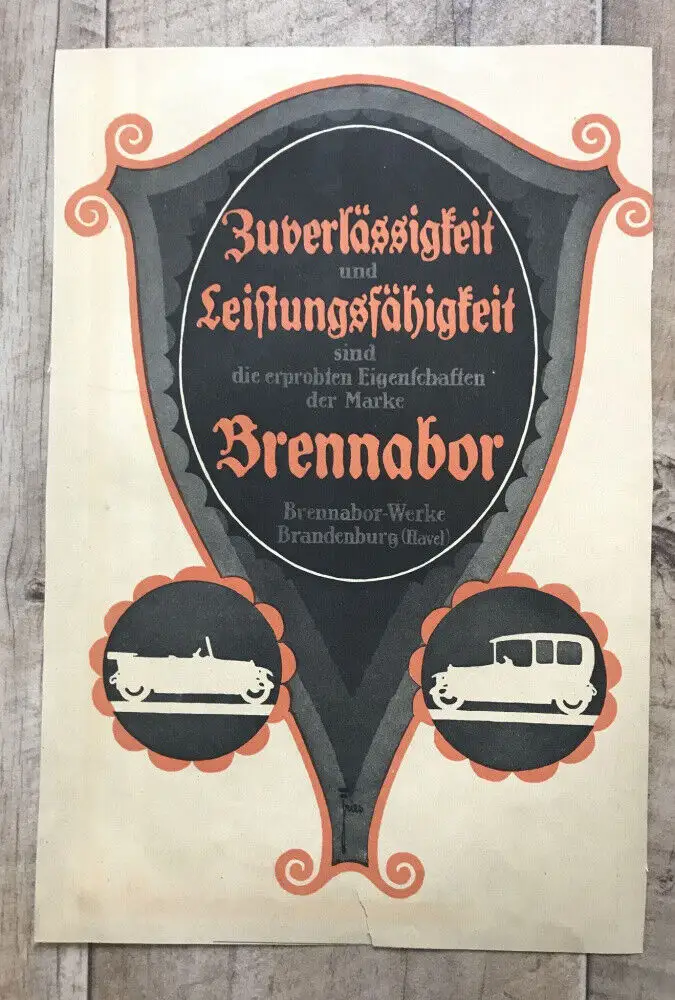 Zuverlässigkeit
und
Leiſtungsfähigkeit
sind
die erprobten Eigenſchaften
der Marke
Brennabor
Brennabor-Werke
Brandenburg (Havel)